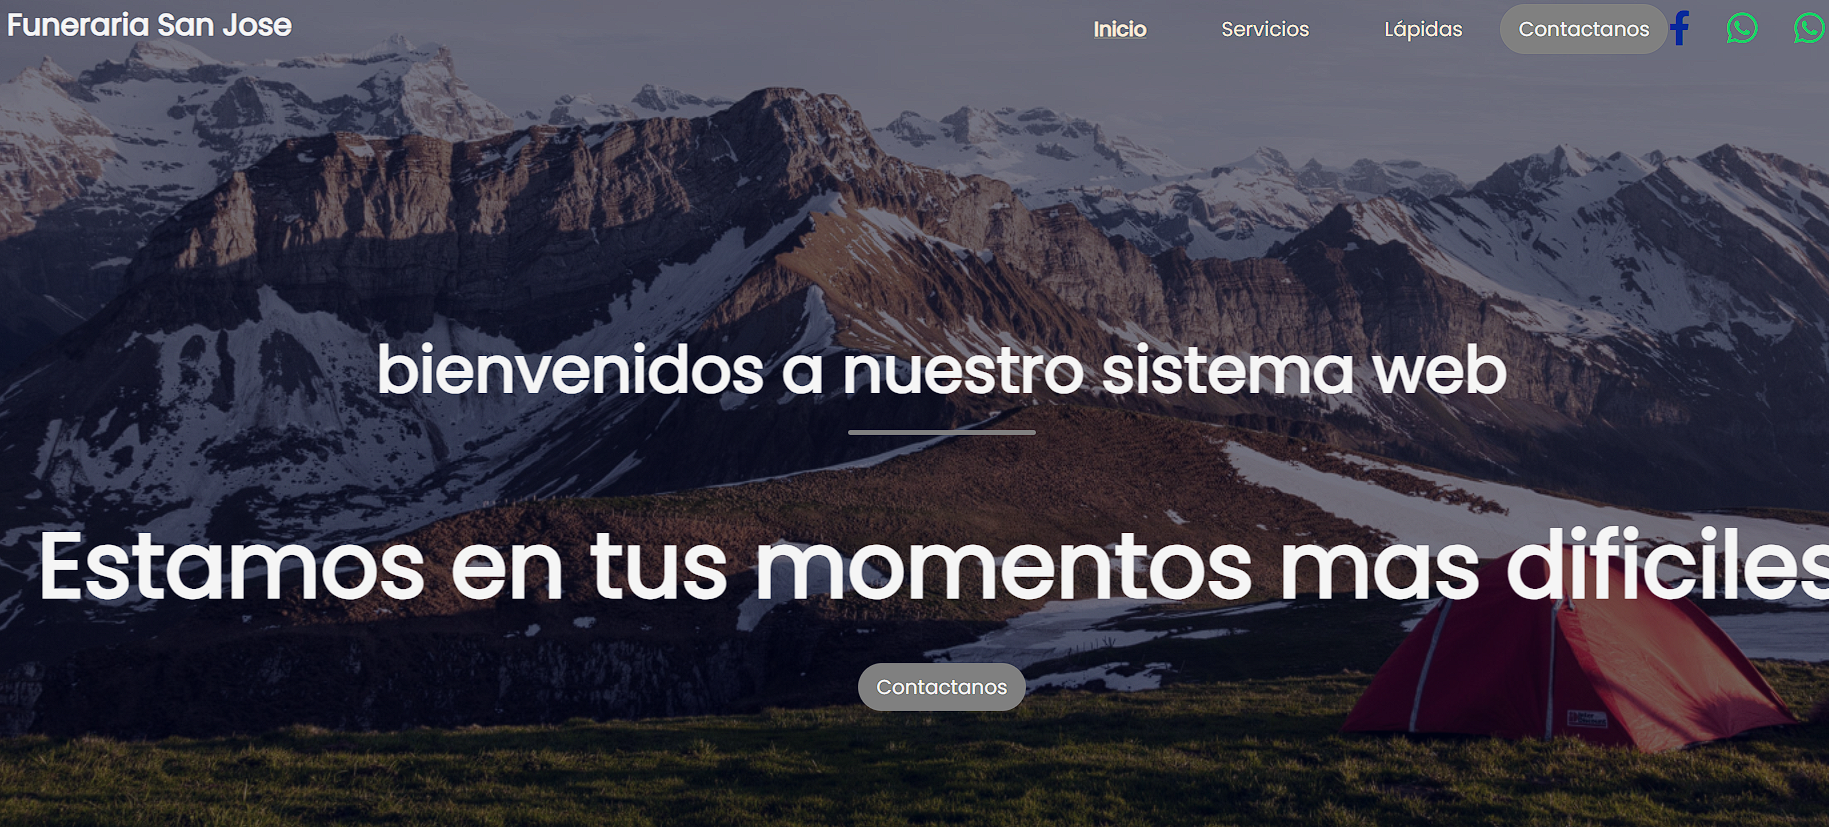 Funeraria San Jose
Inicio
Servicios
Lápidas
Contactanos
bienvenidos a nuestro sistema web
Estamos en tus momentos mas dificiles
Contactanos